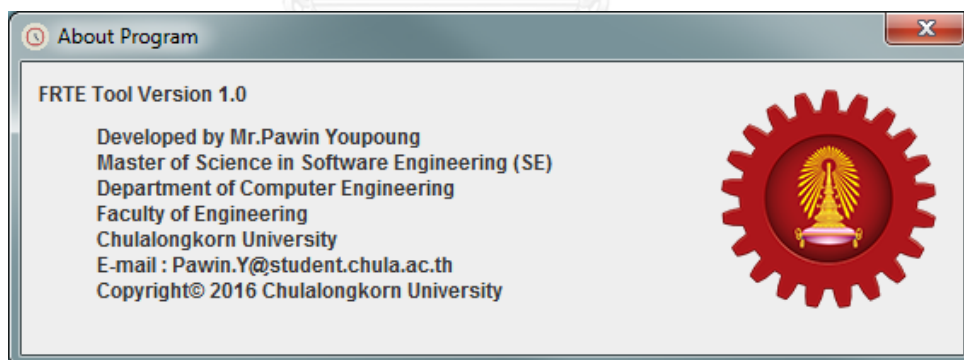 About Program
FRTE Tool Version 1.0
Developed by Mr.Pawin Youpoung
Master of Science in Software Engineering (SE)
Department of Computer Engineering
Faculty of Engineering
Chulalongkorn University
E-mail : Pawin.Y@student.chula.ac.th
Copyright© 2016 Chulalongkorn University